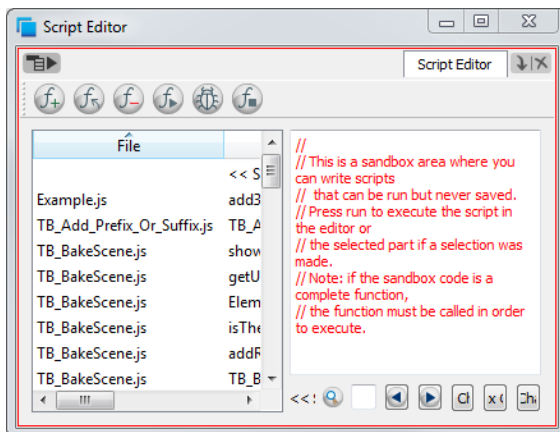 Script Editor
Script Editor
File
<< S
Example.js add3
TB_Add_Prefix_Or_Suffix.js TB_A
TB_BakeScene.js show
TB_BakeScene.js getU
TB_BakeScene.js Elem
TB_BakeScene.js isThe
TB_BakeScene.js addR
TB_BakeScene.js TB_B
//
// This is a sandbox area where you
can write scripts
// that can be run but never saved.
// Press run to execute the script in
the editor or
// the selected part if a selection was
made.
// Note: if the sandbox code is a
complete function,
// the function must be called in order
to execute.
<<